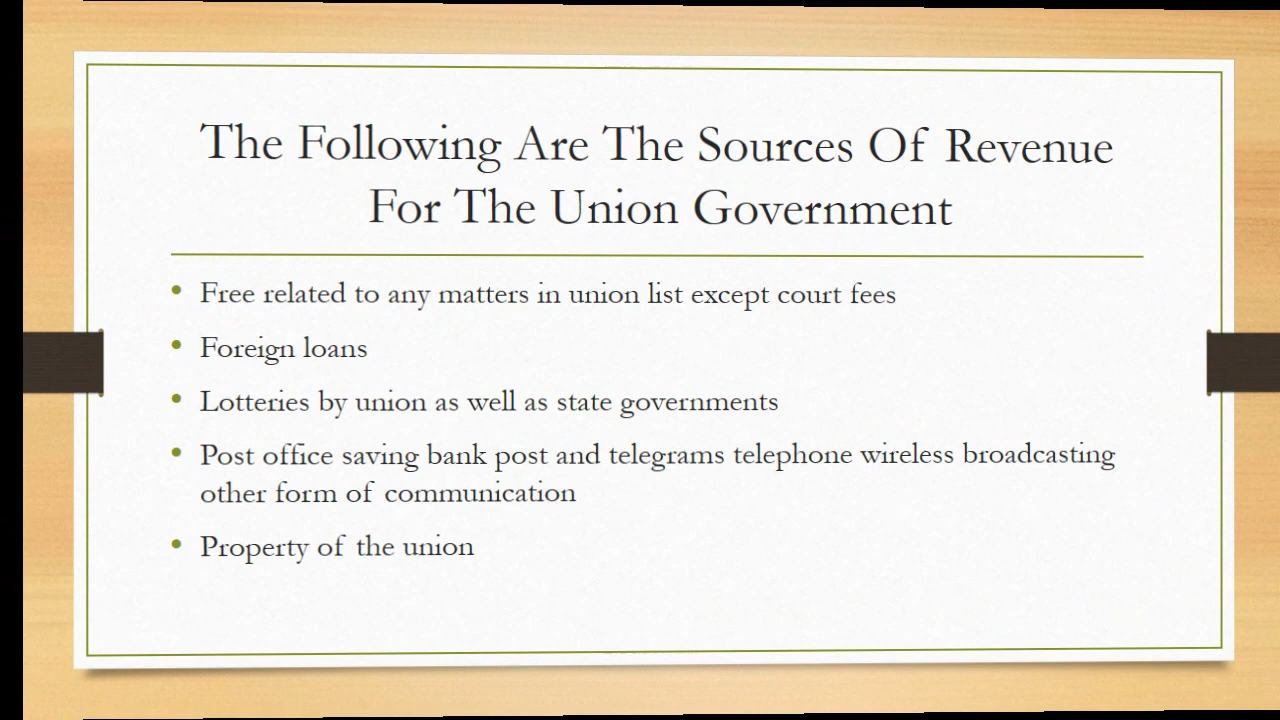 The Following Are The Sources Of Revenue
For The Union Government
• Free related to any matters in union list except court fees
• Foreign loans
• Lotteries by union as well as state governments
• Post office saving bank post and telegrams telephone wireless broadcasting
other form of communication
• Property of the union